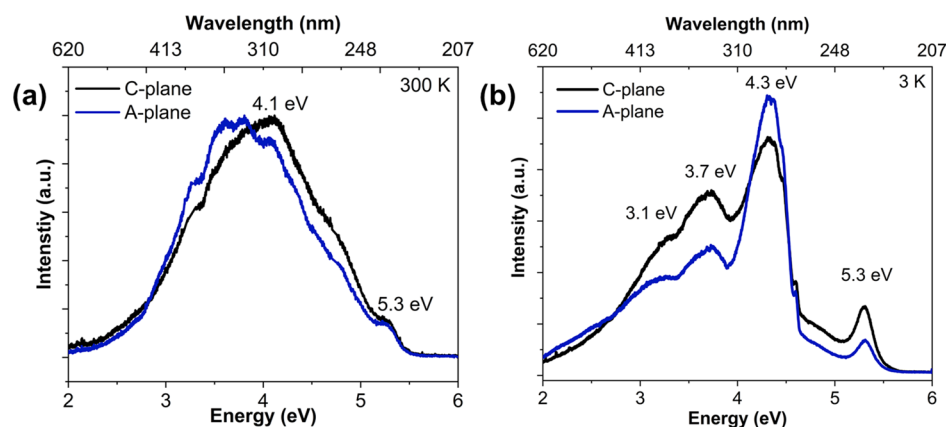 Wavelength (nm)
620 413 310 248 207
(a)
C-plane
A-plane
300 K
4.1 eV
5.3 eV
Intenstiy (a.u.)
2 3 4 5 6
Energy (eV)
Wavelength (nm)
620 413 310 248 207
(b)
C-plane
A-plane
3 K
4.3 eV
3.7 eV
3.1 eV
5.3 eV
Intensity (a.u.)
2 3 4 5 6
Energy (eV)